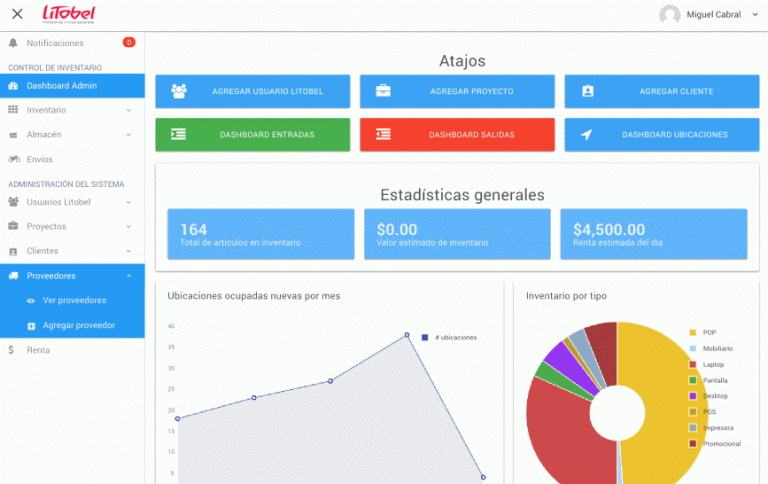 LiTobel
Miguel Cabral
Notificaciones
0
CONTROL DE INVENTARIO
Dashboard Admin
Inventario
Almacén
Envíos
ADMINISTRACIÓN DEL SISTEMA
Usuarios Litobel
Proyectos
Clientes
Proveedores
Ver proveedores
Agregar proveedor
Renta
Atajos
AGREGAR USUARIO LITOBEL
AGREGAR PROYECTO
AGREGAR CLIENTE
DASHBOARD ENTRADAS
DASHBOARD SALIDAS
DASHBOARD UBICACIONES
Estadísticas generales
164
Total de artículos en inventario
$0.00
Valor estimado de inventario
$4,500.00
Renta estimada del día
Ubicaciones ocupadas nuevas por mes
40
35
30
25
20
15
10
5
# ubicaciones
Inventario por tipo
POP
Mobiliario
Laptop
Pantalla
Desktop
POS
Impresora
Promocional